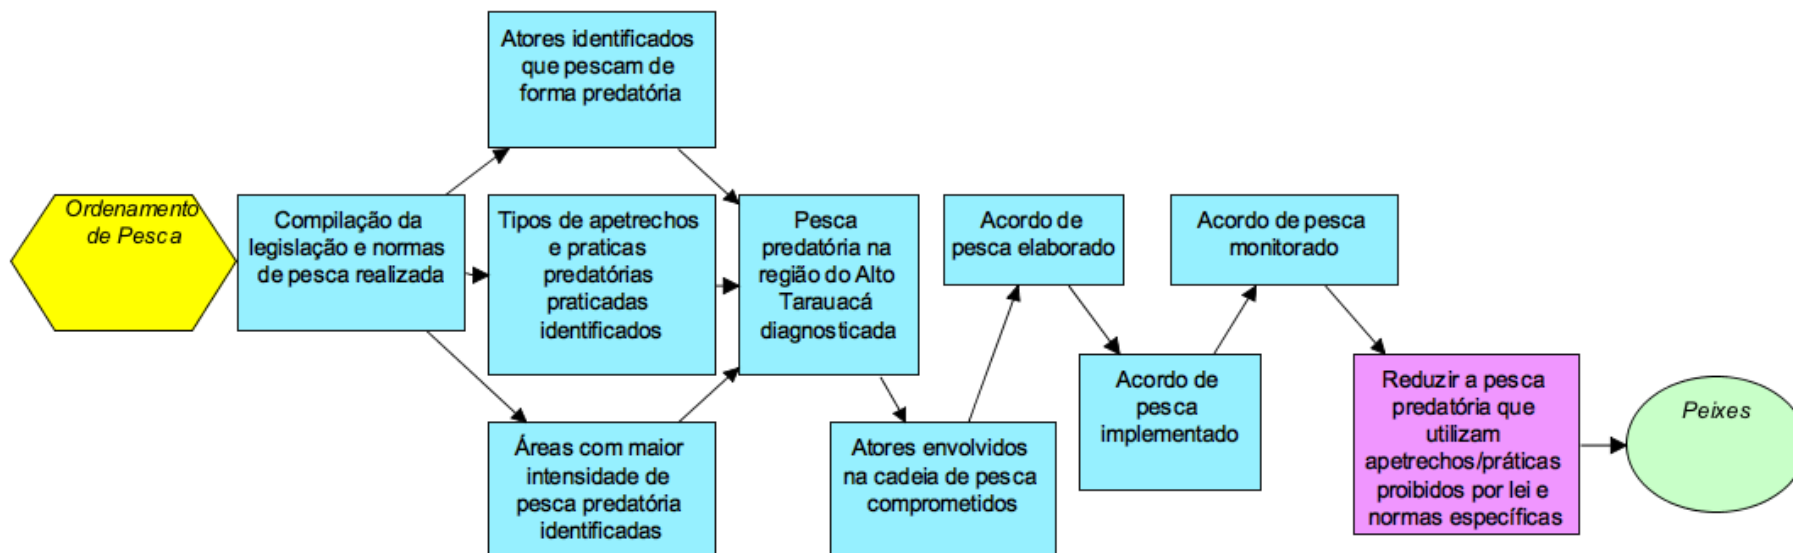 Ordenamento
de Pesca
Compilação da
legislação e normas
de pesca realizada
Atores identificados
que pescam de
forma predatória
Tipos de apetrechos
e praticas
predatórias
praticadas
identificados
Áreas com maior
intensidade de
pesca predatória
identificadas
Pesca
predatória na
região do Alto
Tarauacá
diagnosticada
Atores envolvidos
na cadeia de pesca
comprometidos
Acordo de
pesca elaborado
Acordo de
pesca
implementado
Acordo de pesca
monitorado
Reduzir a pesca
predatória que
utilizam
apetrechos/práticas
proibidos por lei e
normas específicas
Peixes